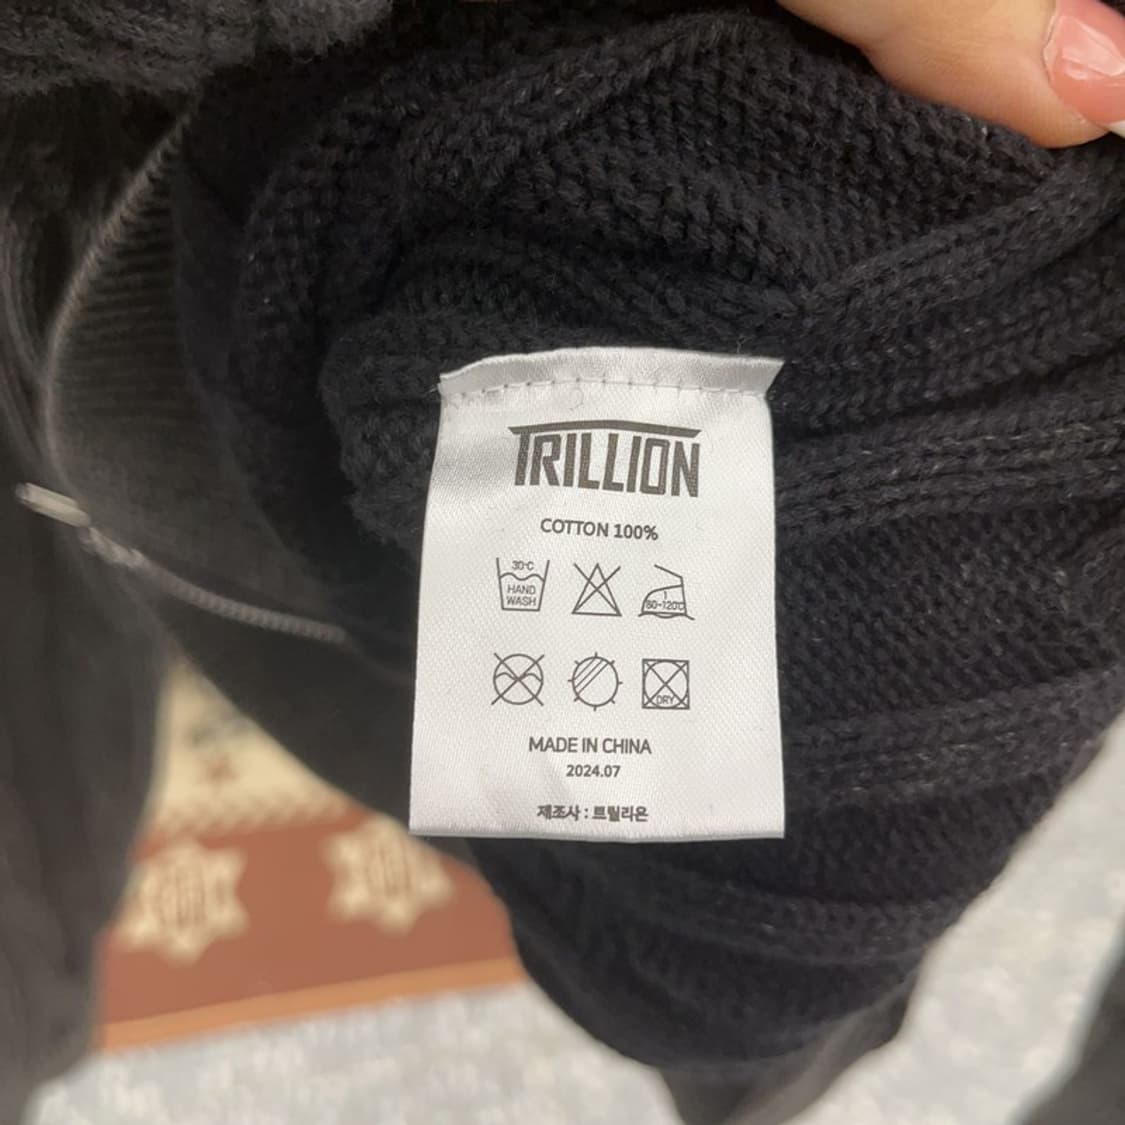 TRILLION
COTTON 100%
30°C
HAND
WASH
1
80-120℃
DRY
MADE IN CHINA
2024.07
제조사 : 트릴리온